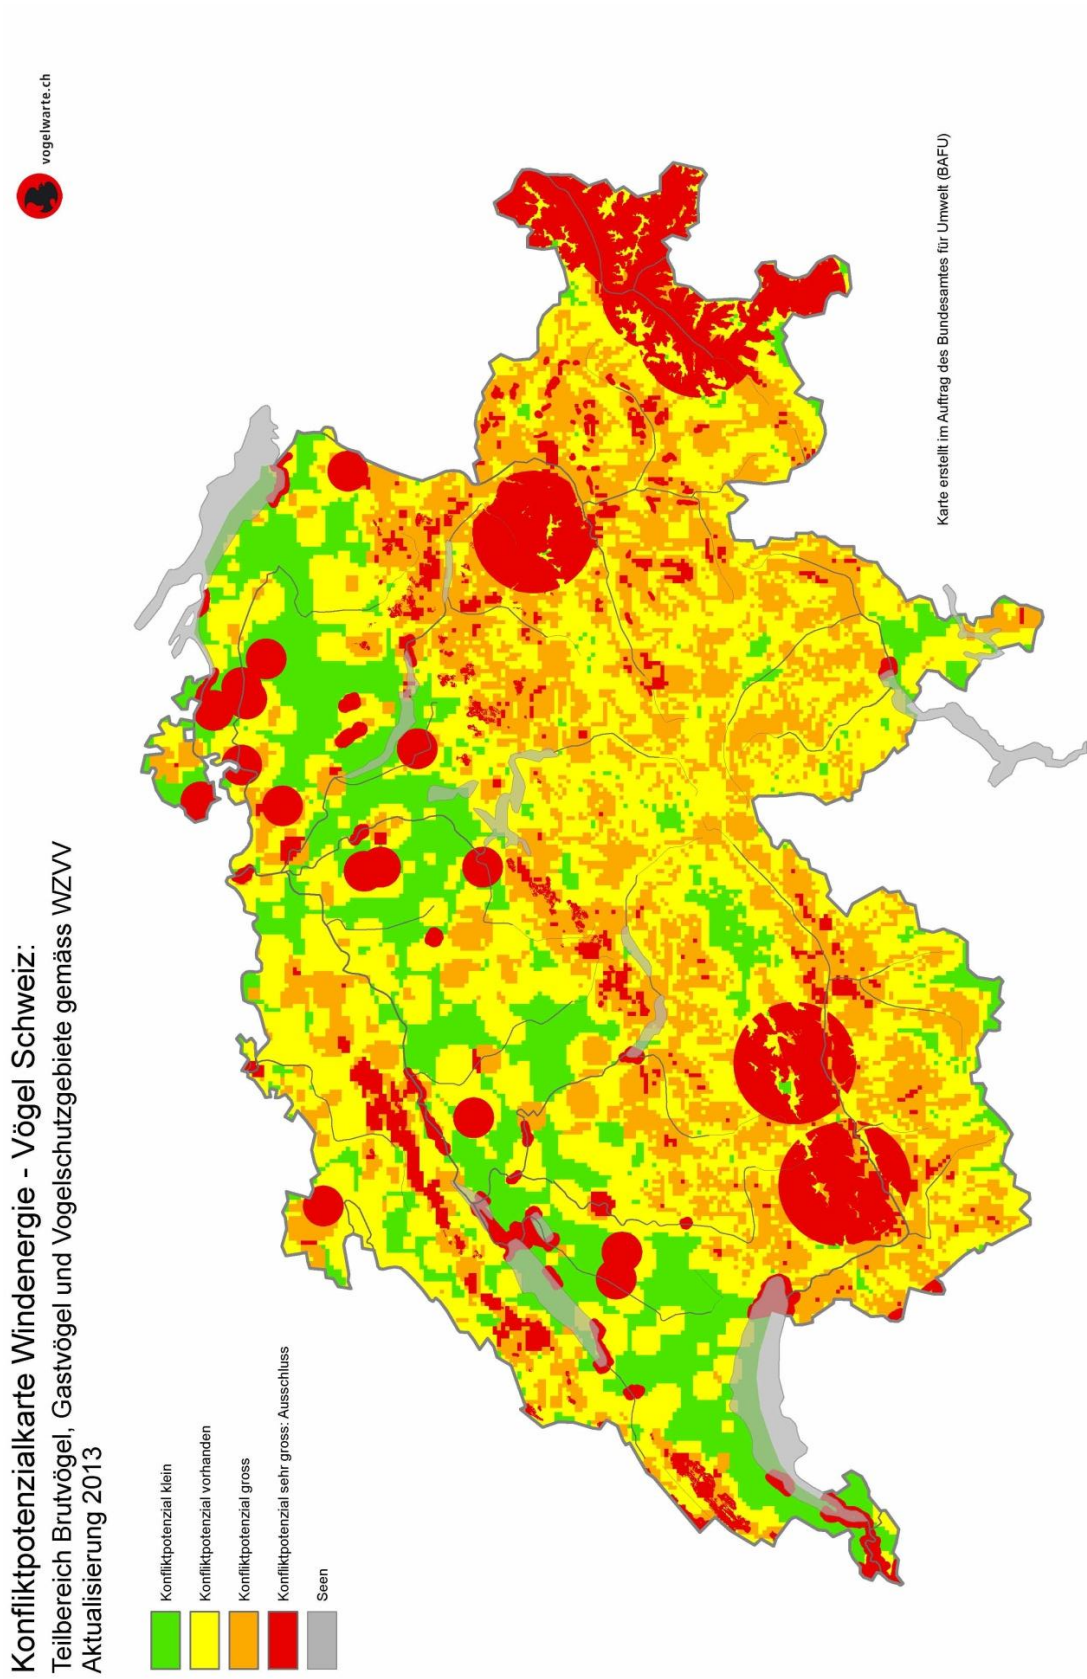 Konfliktpotenzialkarte Windenergie - Vögel Schweiz:
Teilbereich Brutvögel, Gastvögel und Vogelschutzgebiete gemäss WZVV
Aktualisierung 2013
vogelwarte.ch
Konfliktpotenzial klein
Konfliktpotenzial vorhanden
Konfliktpotenzial gross
Konfliktpotenzial sehr gross: Ausschluss
Seen
Karte erstellt im Auftrag des Bundesamtes für Umwelt (BAFU)